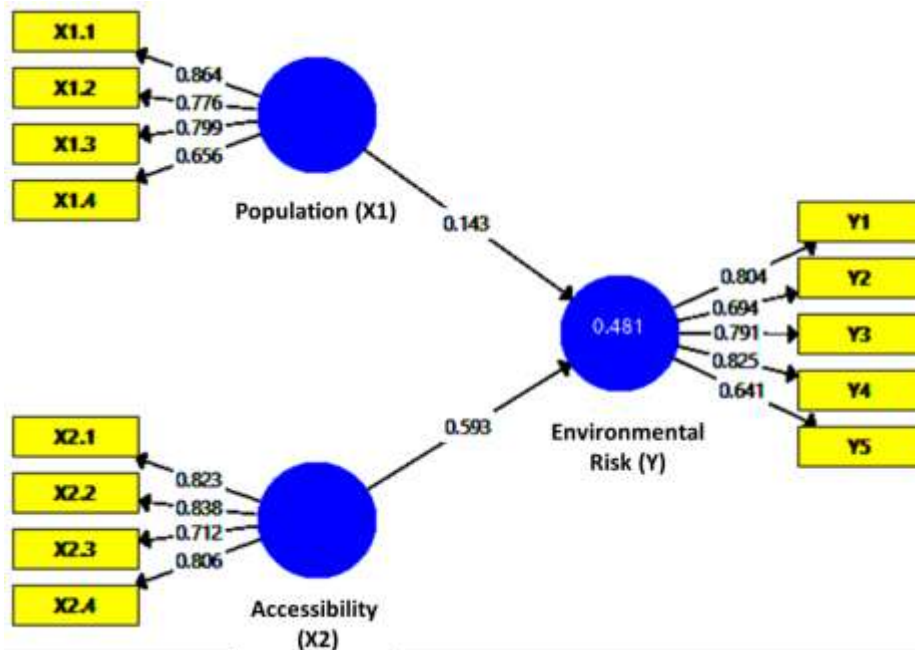 X1.1
0.864
X1.2
0.776
0.799
X1.3
0.656
X1.4
Population (X1)
0.143
Y1
0.804
Y2
0.694
0.481
0.791
Y3
0.825
Y4
0.641
Y5
Environmental
Risk (Y)
0.593
X2.1
0.823
X2.2
0.838
0.712
X2.3
0.806
X2.4
Accessibility
(X2)